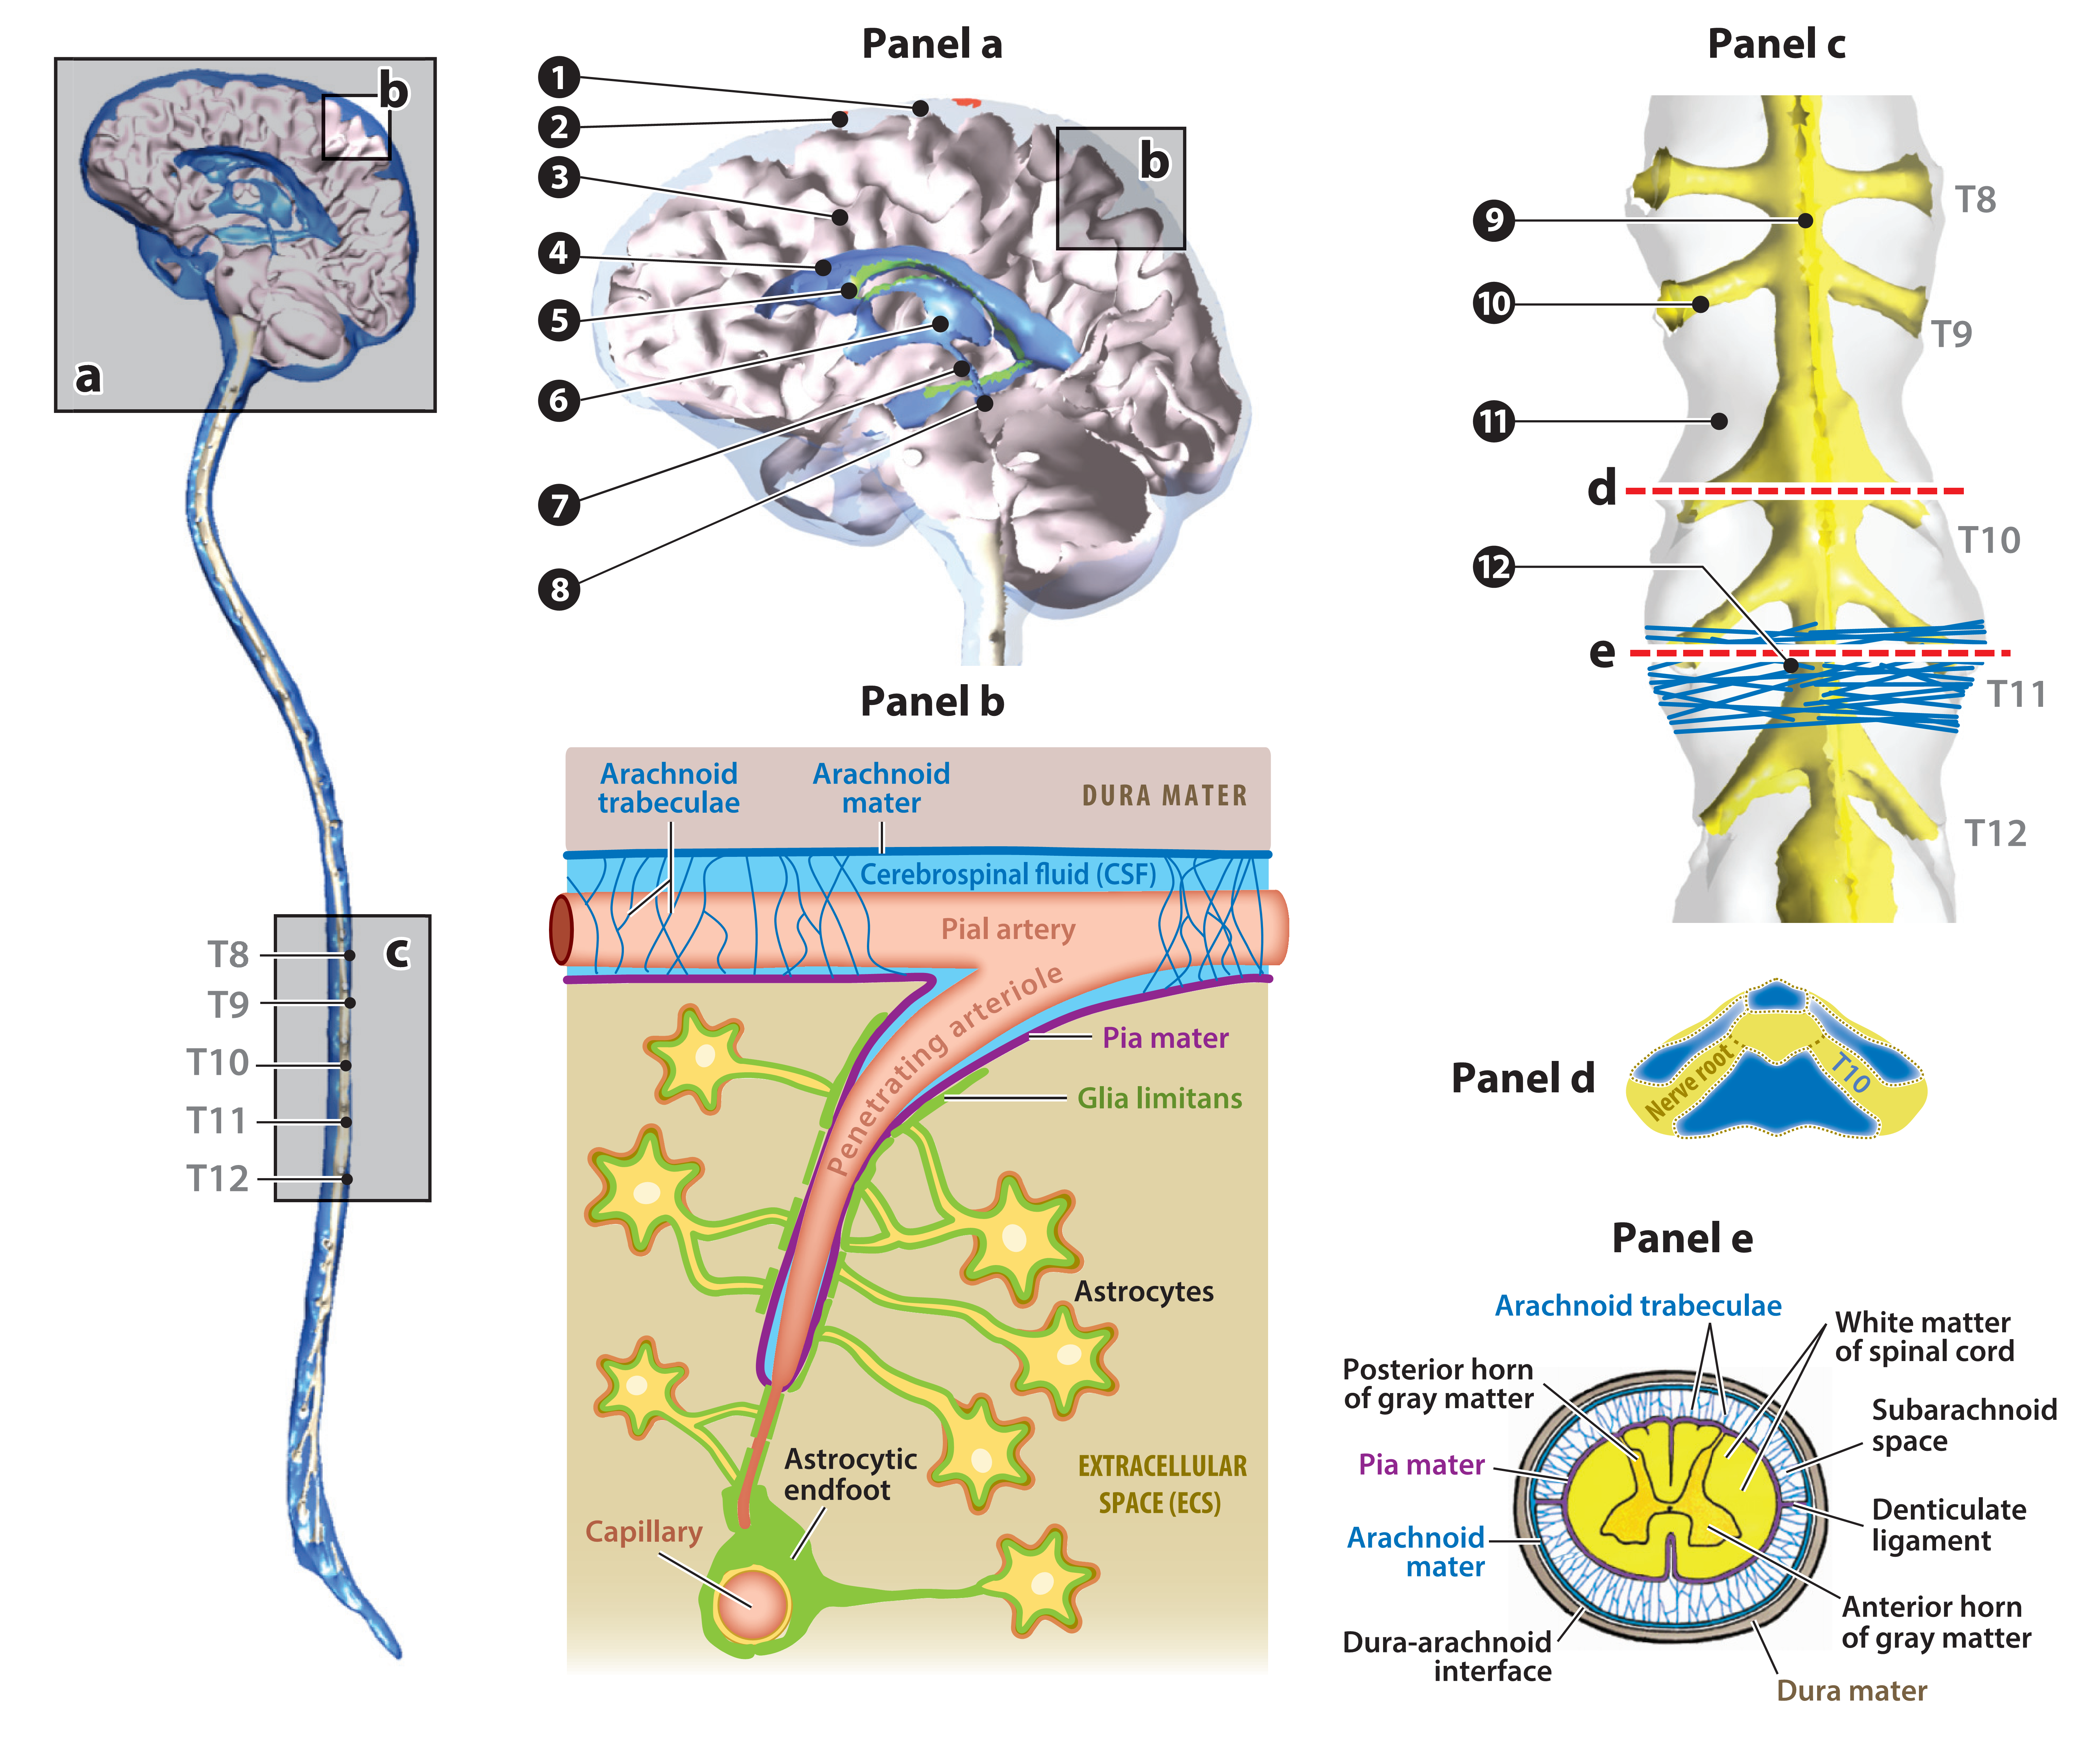 b
a
T8
T9
T10
T11
T12
c
Panel a
1
2
3
4
5
6
7
8
b
Panel b
Arachnoid
trabeculae
Arachnoid
mater
DURA MATER
Cerebrospinal fluid (CSF)
Pial artery
Penetrating arteriole
Pia mater
Glia limitans
Astrocytes
Astrocytic
endfoot
EXTRACELLULAR
SPACE (ECS)
Capillary
Panel c
9
10
11
12
d
e
T8
T9
T10
T11
T12
Panel d
Nerve root
T10
Panel e
Arachnoid trabeculae
White matter
of spinal cord
Posterior horn
of gray matter
Subarachnoid
space
Pia mater
Denticulate
ligament
Arachnoid
mater
Anterior horn
of gray matter
Dura-arachnoid
interface
Dura mater